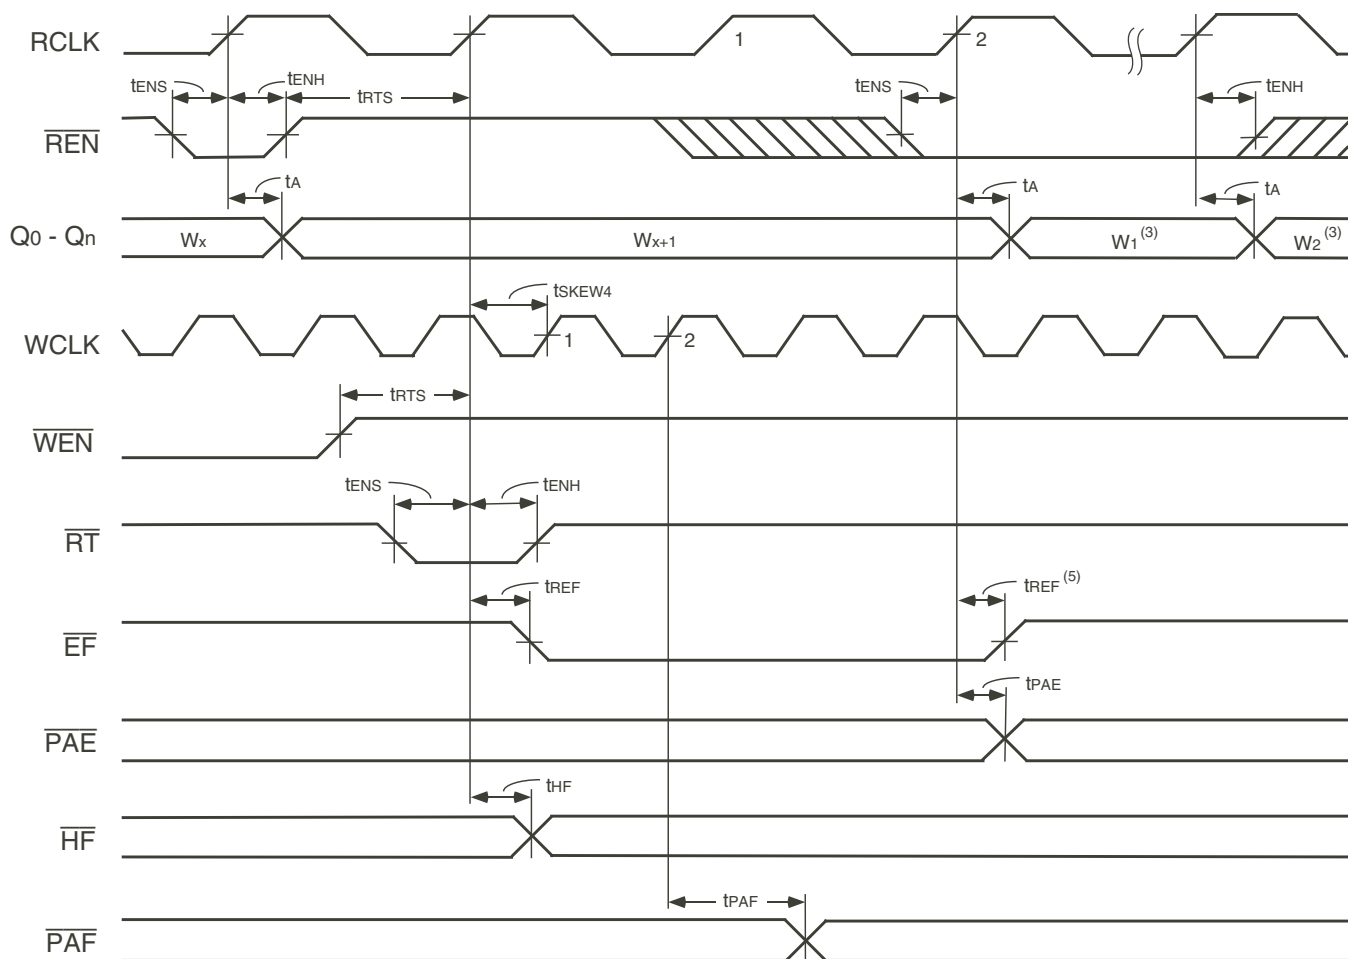 RCLK
1
2
tENS
tENH
tRTS
tENS
tENH
REN
tA
tA
tA
Q0 - Qn
Wx
Wx+1
W1(3)
W2(3)
tSKEW4
WCLK
1
2
tRTS
WEN
tENS
tENH
RT
tREF
tREF(5)
EF
tPAE
PAE
tHF
HF
tPAF
PAF